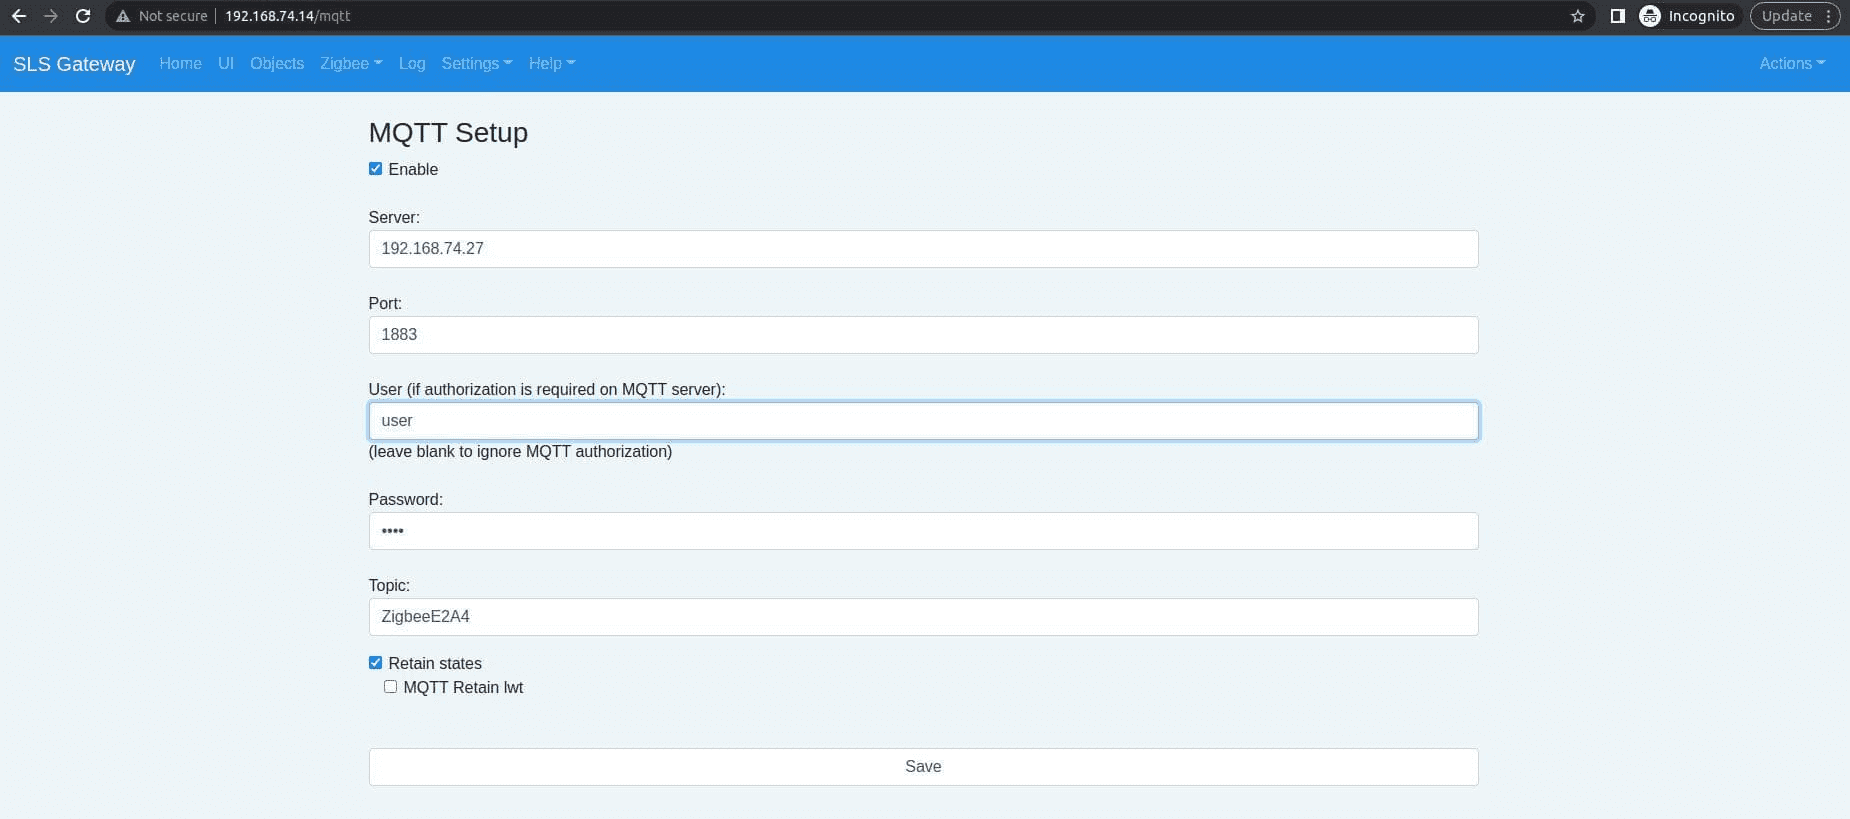 Not secure 192.168.74.14/mqtt Incognito Update
SLS Gateway Home UI Objects Zigbee Log Settings Help Actions
MQTT Setup
Enable
Server:
192.168.74.27
Port:
1883
User (if authorization is required on MQTT server):
user
(leave blank to ignore MQTT authorization)
Password:
••••
Topic:
ZigbeeE2A4
Retain states
MQTT Retain lwt
Save